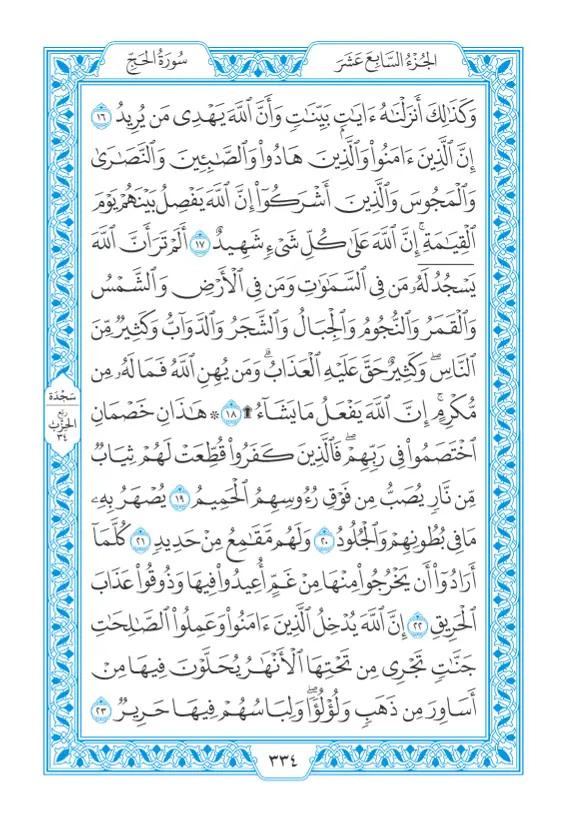 الجُزْءُ السَّابِعَ عَشَرَ
سُورَةُ الحَجِّ
وَكَذَٰلِكَ أَنزَلْنَٰهُ ءَايَٰتِۭ بَيِّنَٰتٖ وَأَنَّ ٱللَّهَ يَهۡدِي مَن يُرِيدُ ١٦
إِنَّ ٱلَّذِينَ ءَامَنُواْ وَٱلَّذِينَ هَادُواْ وَٱلصَّٰبِـِٔينَ وَٱلنَّصَٰرَىٰ
وَٱلۡمَجُوسَ وَٱلَّذِينَ أَشۡرَكُوٓاْ إِنَّ ٱللَّهَ يَفۡصِلُ بَيۡنَهُمۡ يَوۡمَ
ٱلۡقِيَٰمَةِۚ إِنَّ ٱللَّهَ عَلَىٰ كُلِّ شَيۡءٖ شَهِيدٌ ١٧ أَلَمۡ تَرَ أَنَّ ٱللَّهَ
يَسۡجُدُۤ لَهُۥۤ مَن فِي ٱلسَّمَٰوَٰتِ وَمَن فِي ٱلۡأَرۡضِ وَٱلشَّمۡسُ
وَٱلۡقَمَرُ وَٱلنُّجُومُ وَٱلۡجِبَالُ وَٱلشَّجَرُ وَٱلدَّوَآبُّ وَكَثِيرٞ مِّنَ
ٱلنَّاسِۖ وَكَثِيرٌ حَقَّ عَلَيۡهِ ٱلۡعَذَابُۗ وَمَن يُهِنِ ٱللَّهُ فَمَا لَهُۥ مِن
مُّكۡرِمٍۚ إِنَّ ٱللَّهَ يَفۡعَلُ مَا يَشَآءُ ۩ ١٨ ۞ هَٰذَانِ خَصۡمَانِ
ٱخۡتَصَمُواْ فِي رَبِّهِمۡۖ فَٱلَّذِينَ كَفَرُواْ قُطِّعَتۡ لَهُمۡ ثِيَابٞ
مِّن نَّارٖ يُصَبُّ مِن فَوۡقِ رُءُوسِهِمُ ٱلۡحَمِيمُ ١٩ يُصۡهَرُ بِهِۦ
مَا فِي بُطُونِهِمۡ وَٱلۡجُلُودُ ٢٠ وَلَهُم مَّقَٰمِعُ مِنۡ حَدِيدٖ ٢١ كُلَّمَآ
أَرَادُوٓاْ أَن يَخۡرُجُواْ مِنۡهَا مِنۡ غَمٍّ أُعِيدُواْ فِيهَا وَذُوقُواْ عَذَابَ
ٱلۡحَرِيقِ ٢٢ إِنَّ ٱللَّهَ يُدۡخِلُ ٱلَّذِينَ ءَامَنُواْ وَعَمِلُواْ ٱلصَّٰلِحَٰتِ
جَنَّٰتٖ تَجۡرِي مِن تَحۡتِهَا ٱلۡأَنۡهَٰرُ يُحَلَّوۡنَ فِيهَا مِنۡ
أَسَاوِرَ مِن ذَهَبٖ وَلُؤۡلُؤٗاۖ وَلِبَاسُهُمۡ فِيهَا حَرِيرٞ ٢٣
سَجْدَة
ربع
الحِزْب
٣٤
٣٣٤